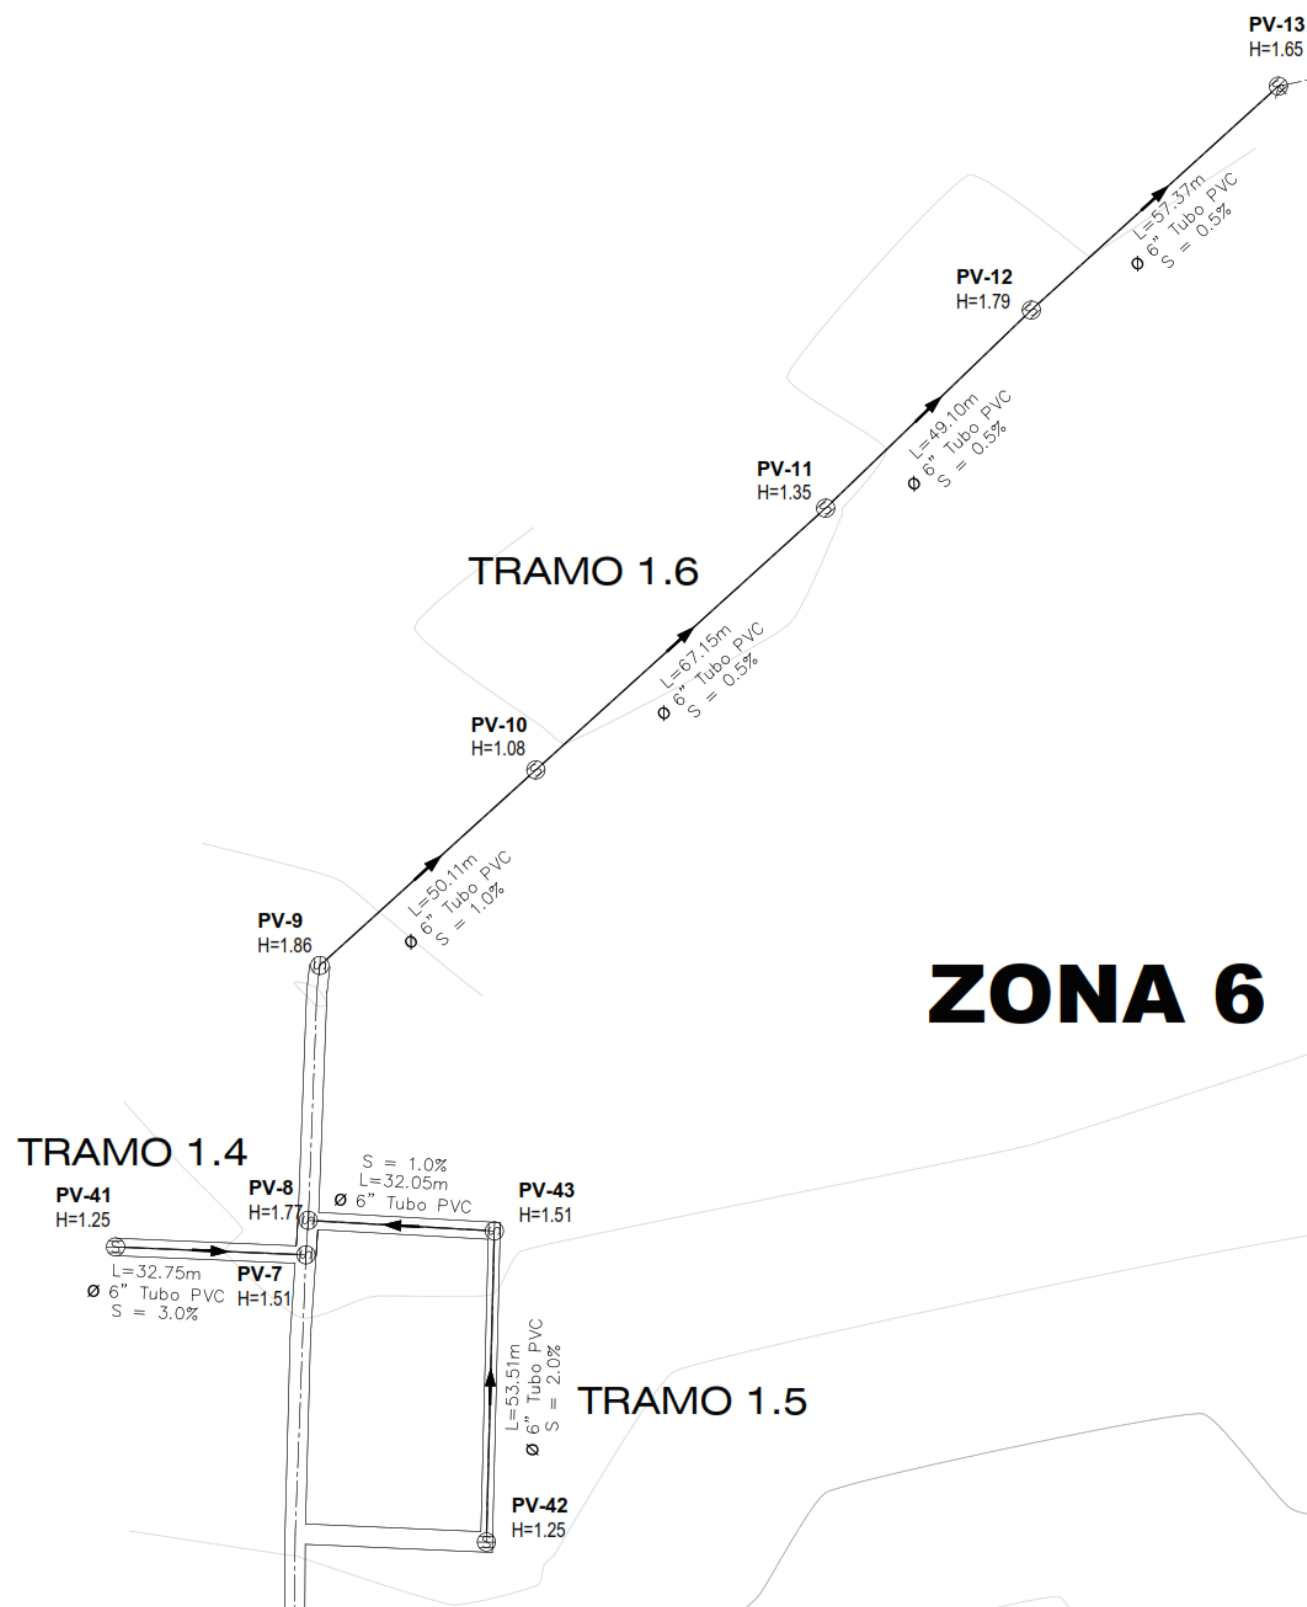 PV-13
H=1.65
L=57.37m
ϕ 6" Tubo PVC
S = 0.5%
PV-12
H=1.79
L=49.10m
ϕ 6" Tubo PVC
S = 0.5%
PV-11
H=1.35
TRAMO 1.6
L=67.15m
ϕ 6" Tubo PVC
S = 0.5%
PV-10
H=1.08
L=50.11m
ϕ 6" Tubo PVC
S = 1.0%
PV-9
H=1.86
ZONA 6
TRAMO 1.4
PV-41
H=1.25
PV-8
H=1.77
S = 1.0%
L=32.05m
Ø 6" Tubo PVC
PV-43
H=1.51
L=32.75m
Ø 6" Tubo PVC
S = 3.0%
PV-7
H=1.51
L=53.51m
Ø 6" Tubo PVC
S = 2.0%
TRAMO 1.5
PV-42
H=1.25